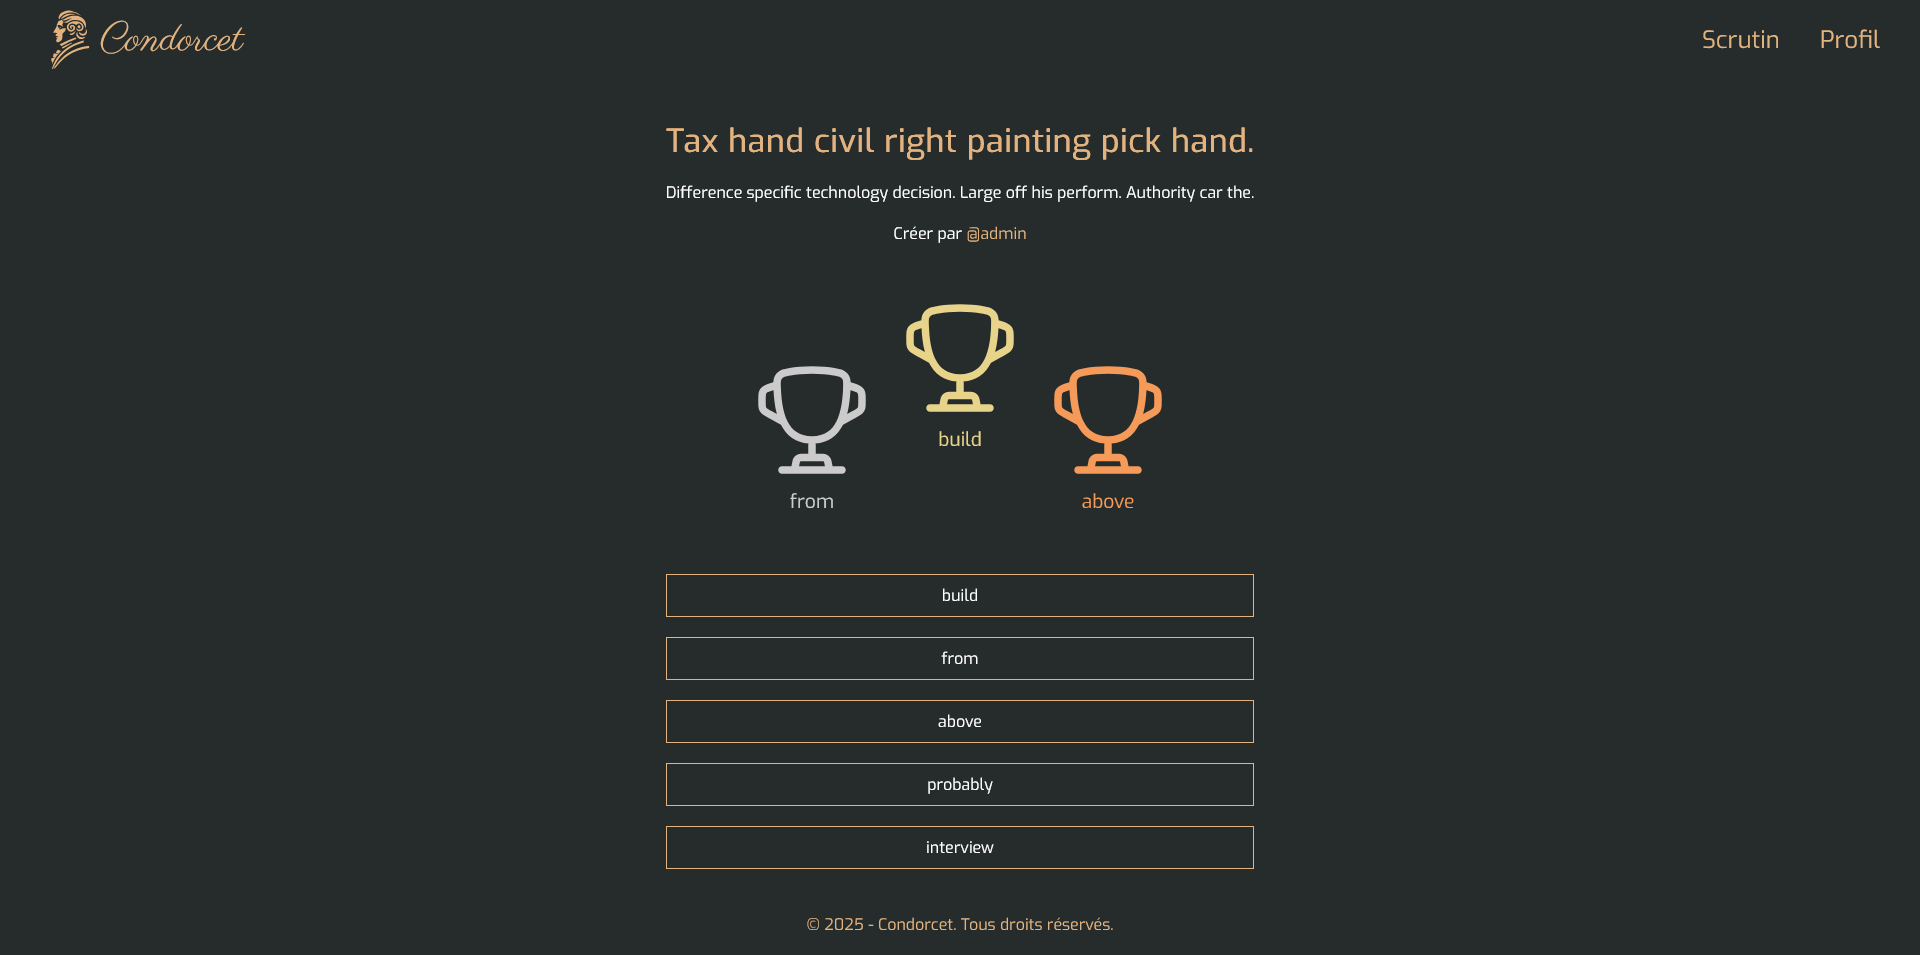 Condorcet
Scrutin
Profil
Tax hand civil right painting pick hand.
Difference specific technology decision. Large off his perform. Authority car the.
Créer par @admin
build
from
above
build
from
above
probably
interview
© 2025 - Condorcet. Tous droits réservés.